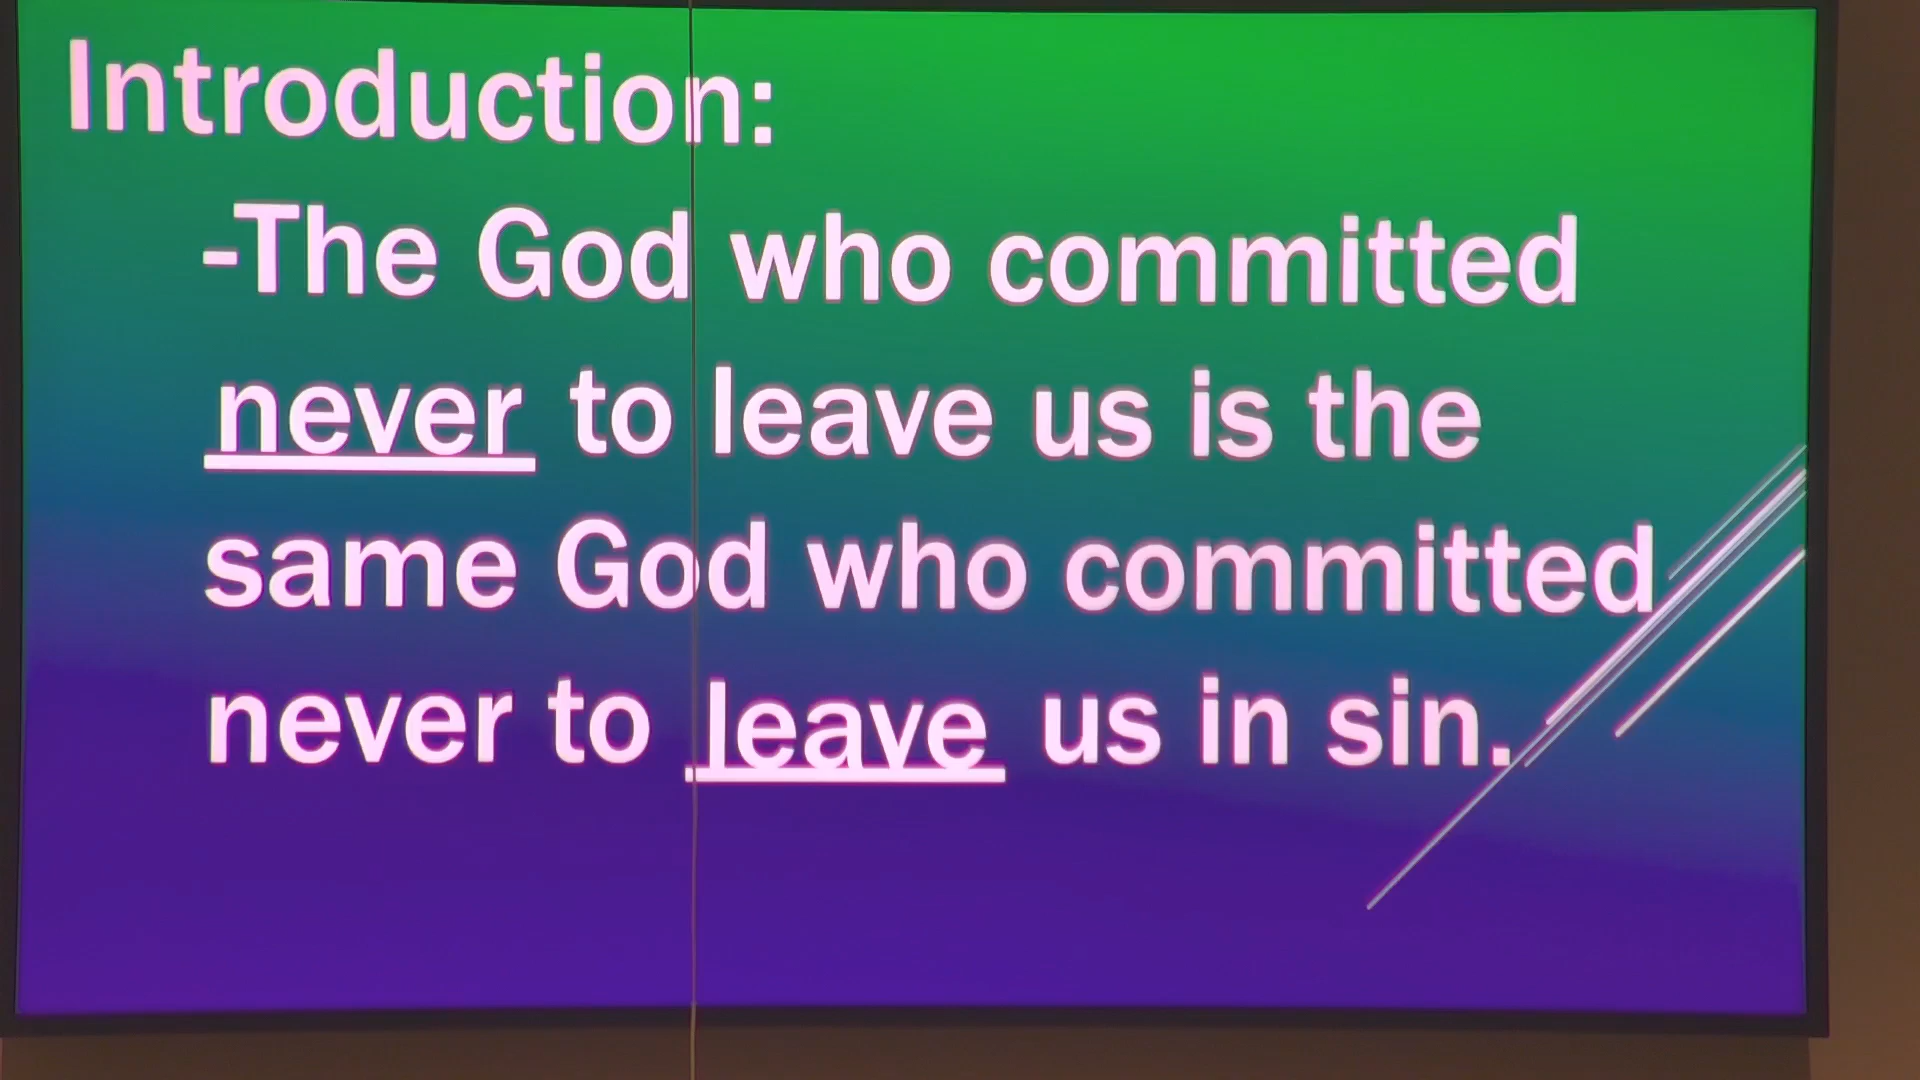 Introduction:
-The God who committed
never to leave us is the
same God who committed
never to leave us in sin.